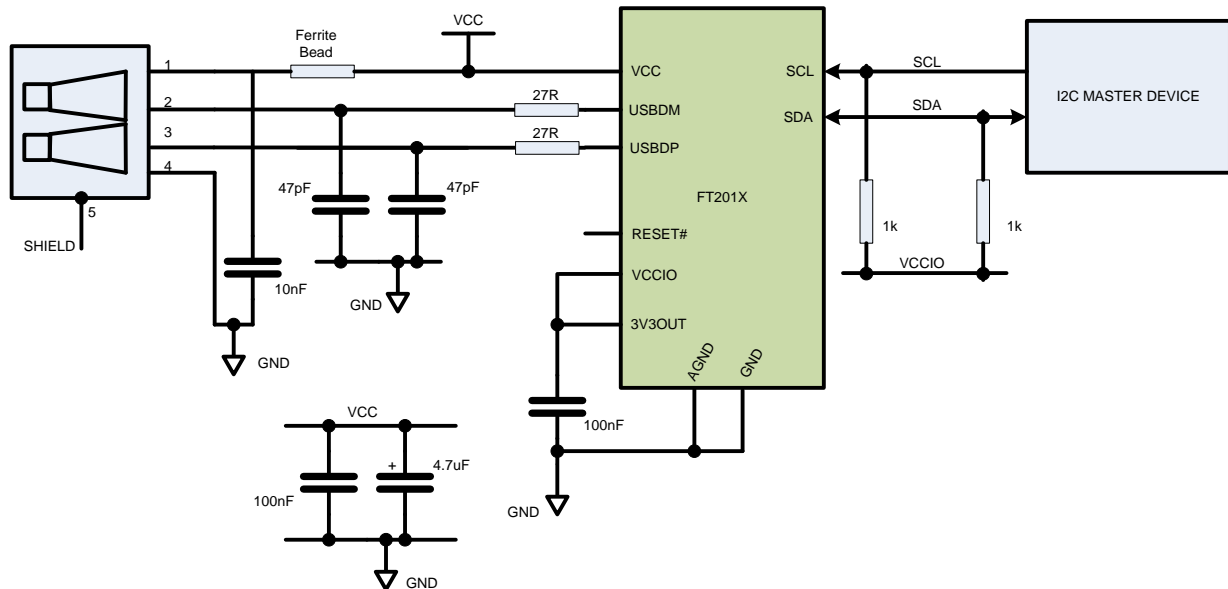 VCC
Ferrite
Bead
1
2
3
4
5
SHIELD
27R
27R
47pF
47pF
10nF
GND
GND
VCC
USBDM
USBDP
FT201X
RESET#
VCCIO
3V3OUT
AGND
GND
SCL
SDA
SCL
SDA
I2C MASTER DEVICE
1k
1k
VCCIO
100nF
GND
VCC
100nF
+
4.7uF
GND